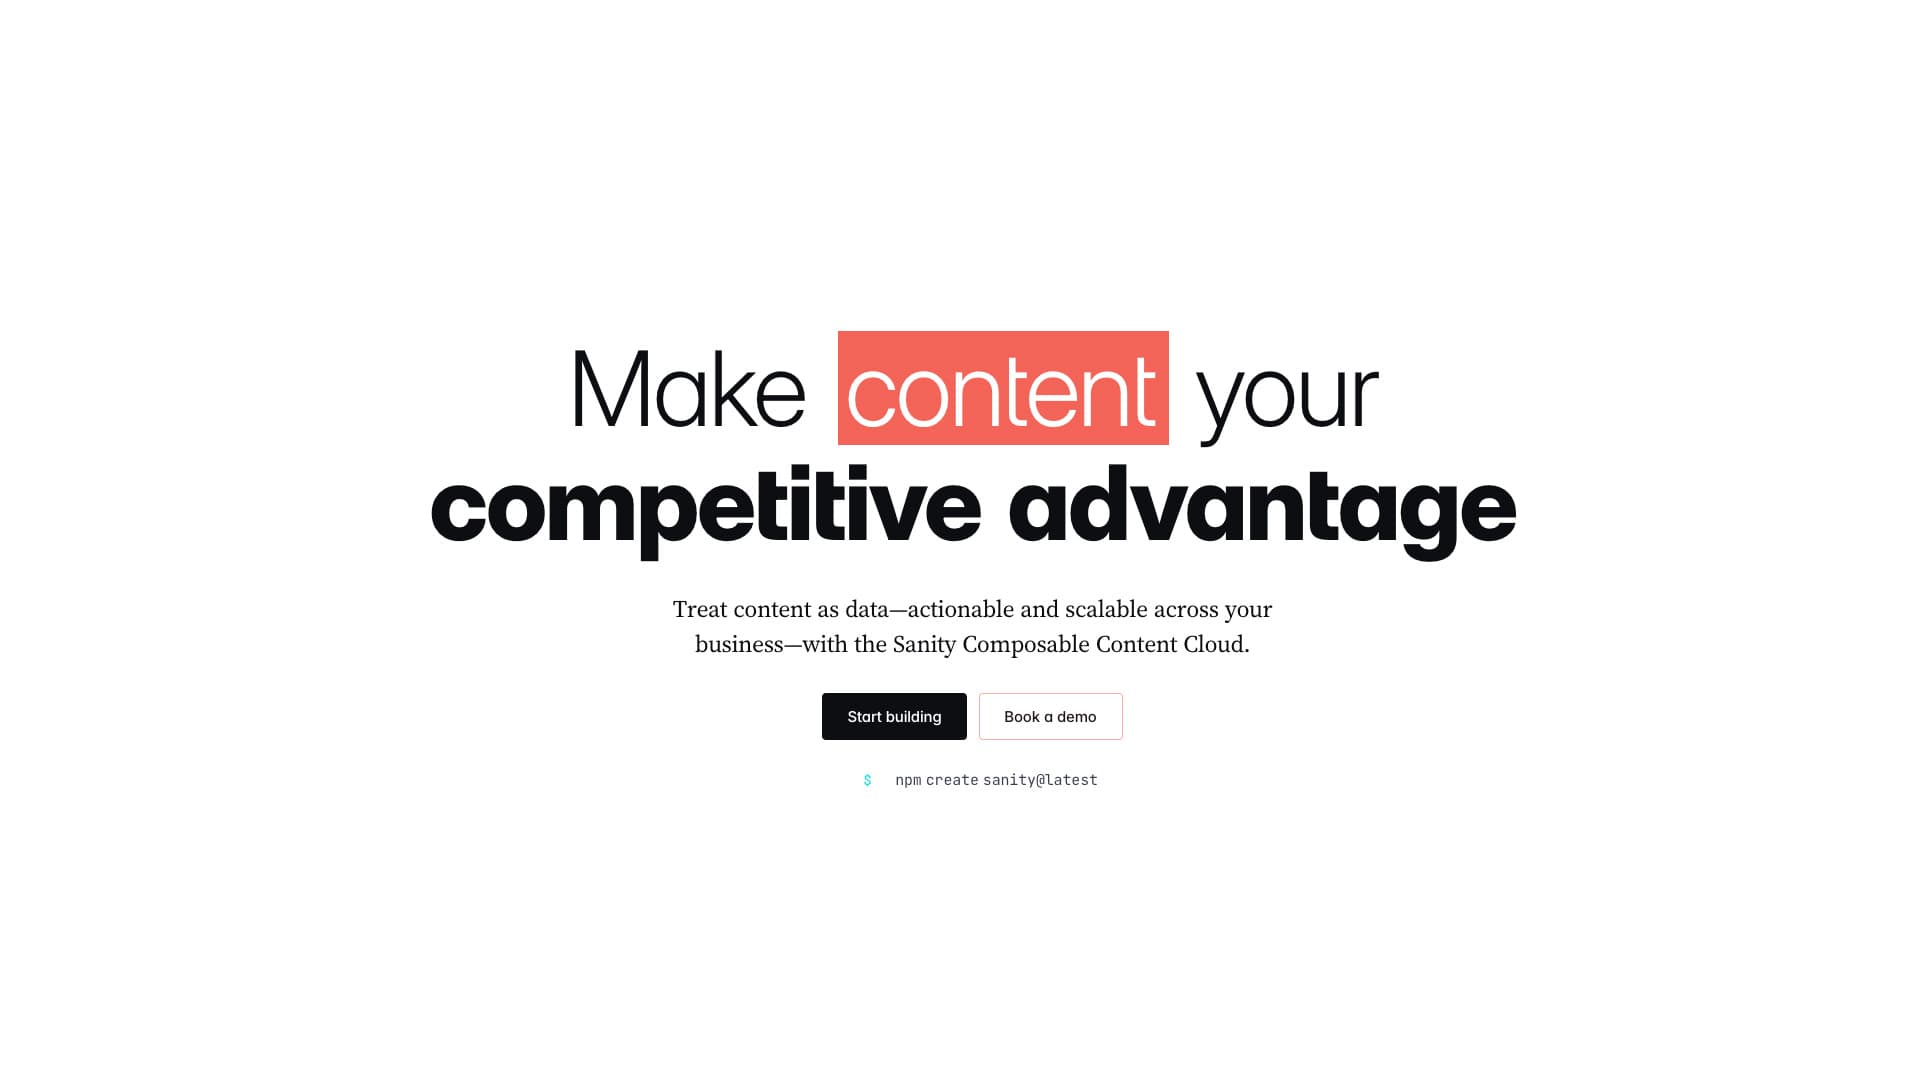 Make content your
competitive advantage
Treat content as data—actionable and scalable across your
business—with the Sanity Composable Content Cloud.
Start building
Book a demo
$ npm create sanity@latest